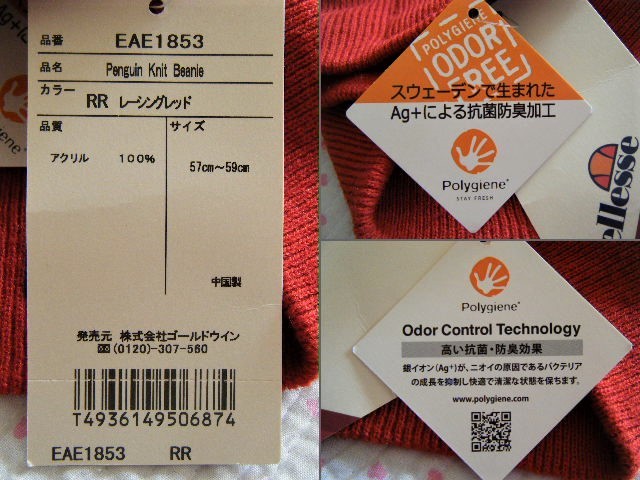 品番 EAE1853
品名 Penguin Knit Beanie
カラー RR レーシングレッド
品質 サイズ
アクリル 100% 57cm～59cm
中国製
発売元 株式会社ゴールドウイン
(0120)-307-560
T4936149506874
EAE1853 RR
Ag+
Polygiene
POLYGIENE
ODOR
FREE
スウェーデンで生まれた
Ag+による抗菌防臭加工
Polygiene®
STAY FRESH
ellesse
Polygiene®
Odor Control Technology
高い抗菌・防臭効果
銀イオン(Ag+)が、ニオイの原因であるバクテリア
の成長を抑制し快適で清潔な状態を保ちます。
www.polygiene.com